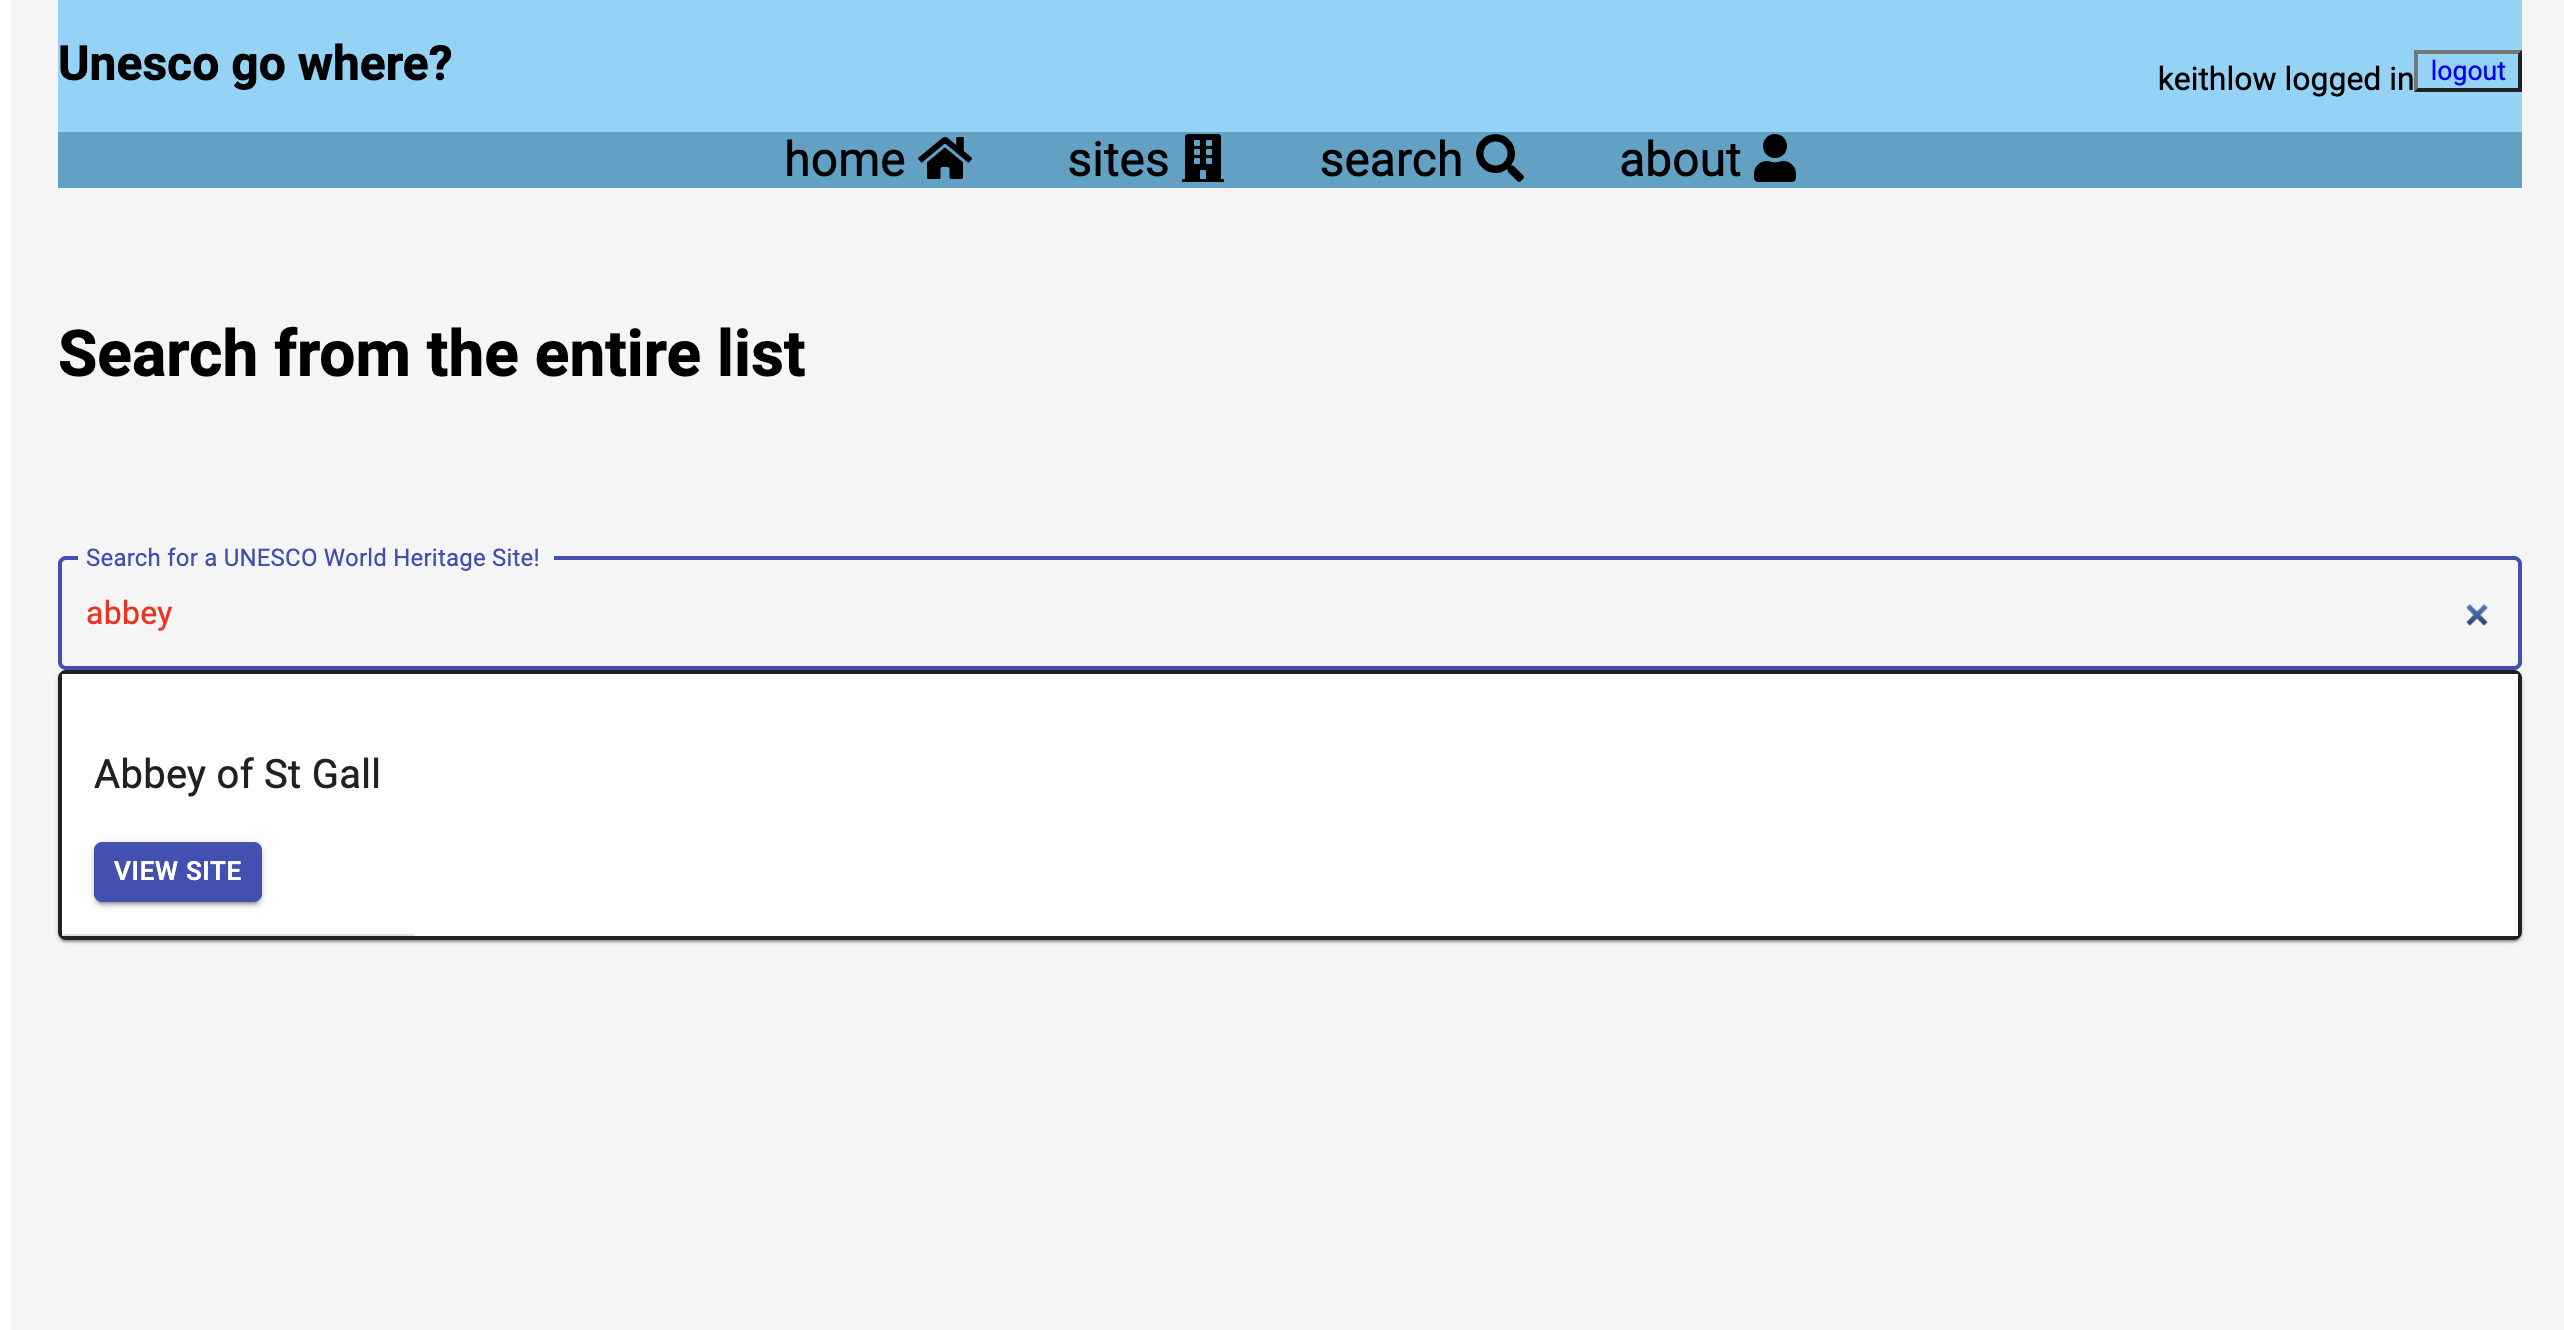 Unesco go where?
keithlow logged in logout
home sites search about
Search from the entire list
Search for a UNESCO World Heritage Site!
abbey
Abbey of St Gall
VIEW SITE